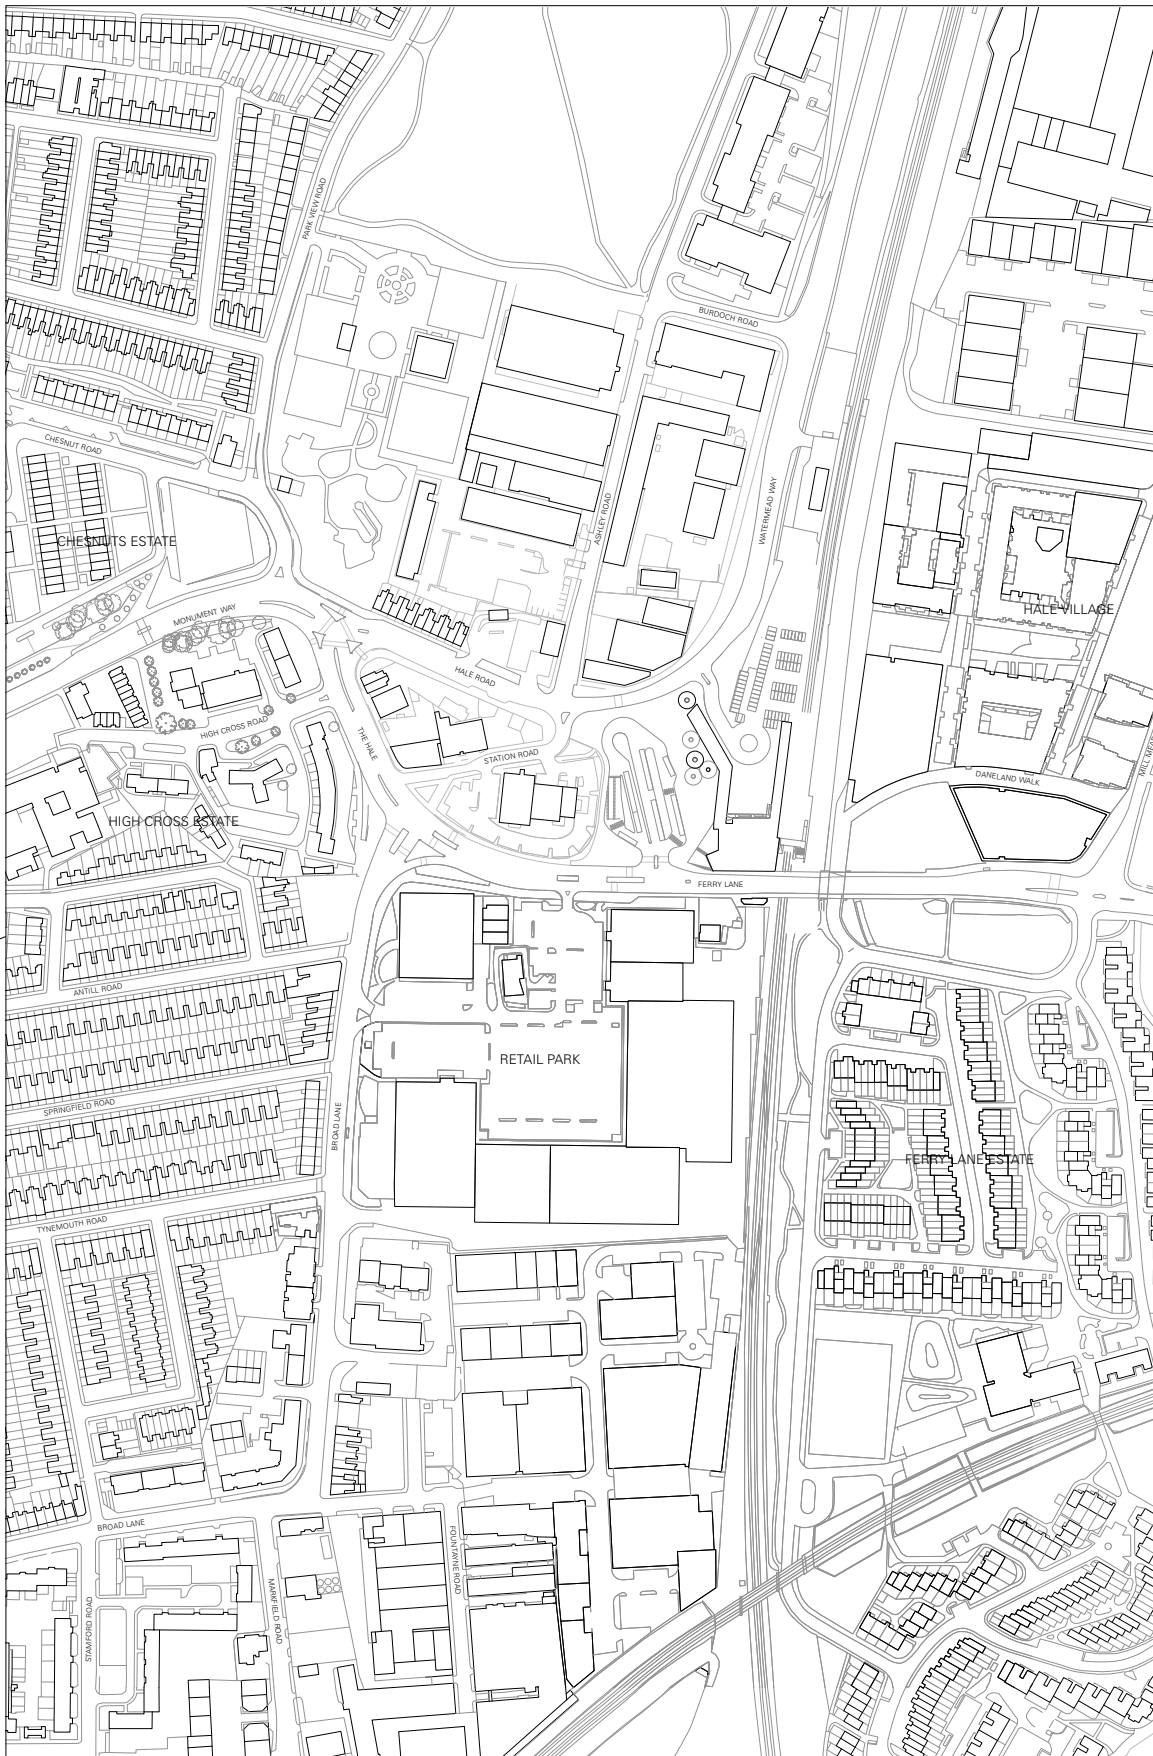 PARK VIEW ROAD
BURDOCH ROAD
CHESNUT ROAD
ASHLEY ROAD
WATERMEAD WAY
CHESNUTS ESTATE
MONUMENT WAY
HALE VILLAGE
HALE ROAD
HIGH CROSS ROAD
THE HALE
STATION ROAD
DANELAND WALK
HIGH CROSS ESTATE
FERRY LANE
ANTILL ROAD
RETAIL PARK
SPRINGFIELD ROAD
BROAD LANE
FERRY LANE ESTATE
TYNEMOUTH ROAD
BROAD LANE
FOUNTAYNE ROAD
MARKFIELD ROAD
STAMFORD ROAD